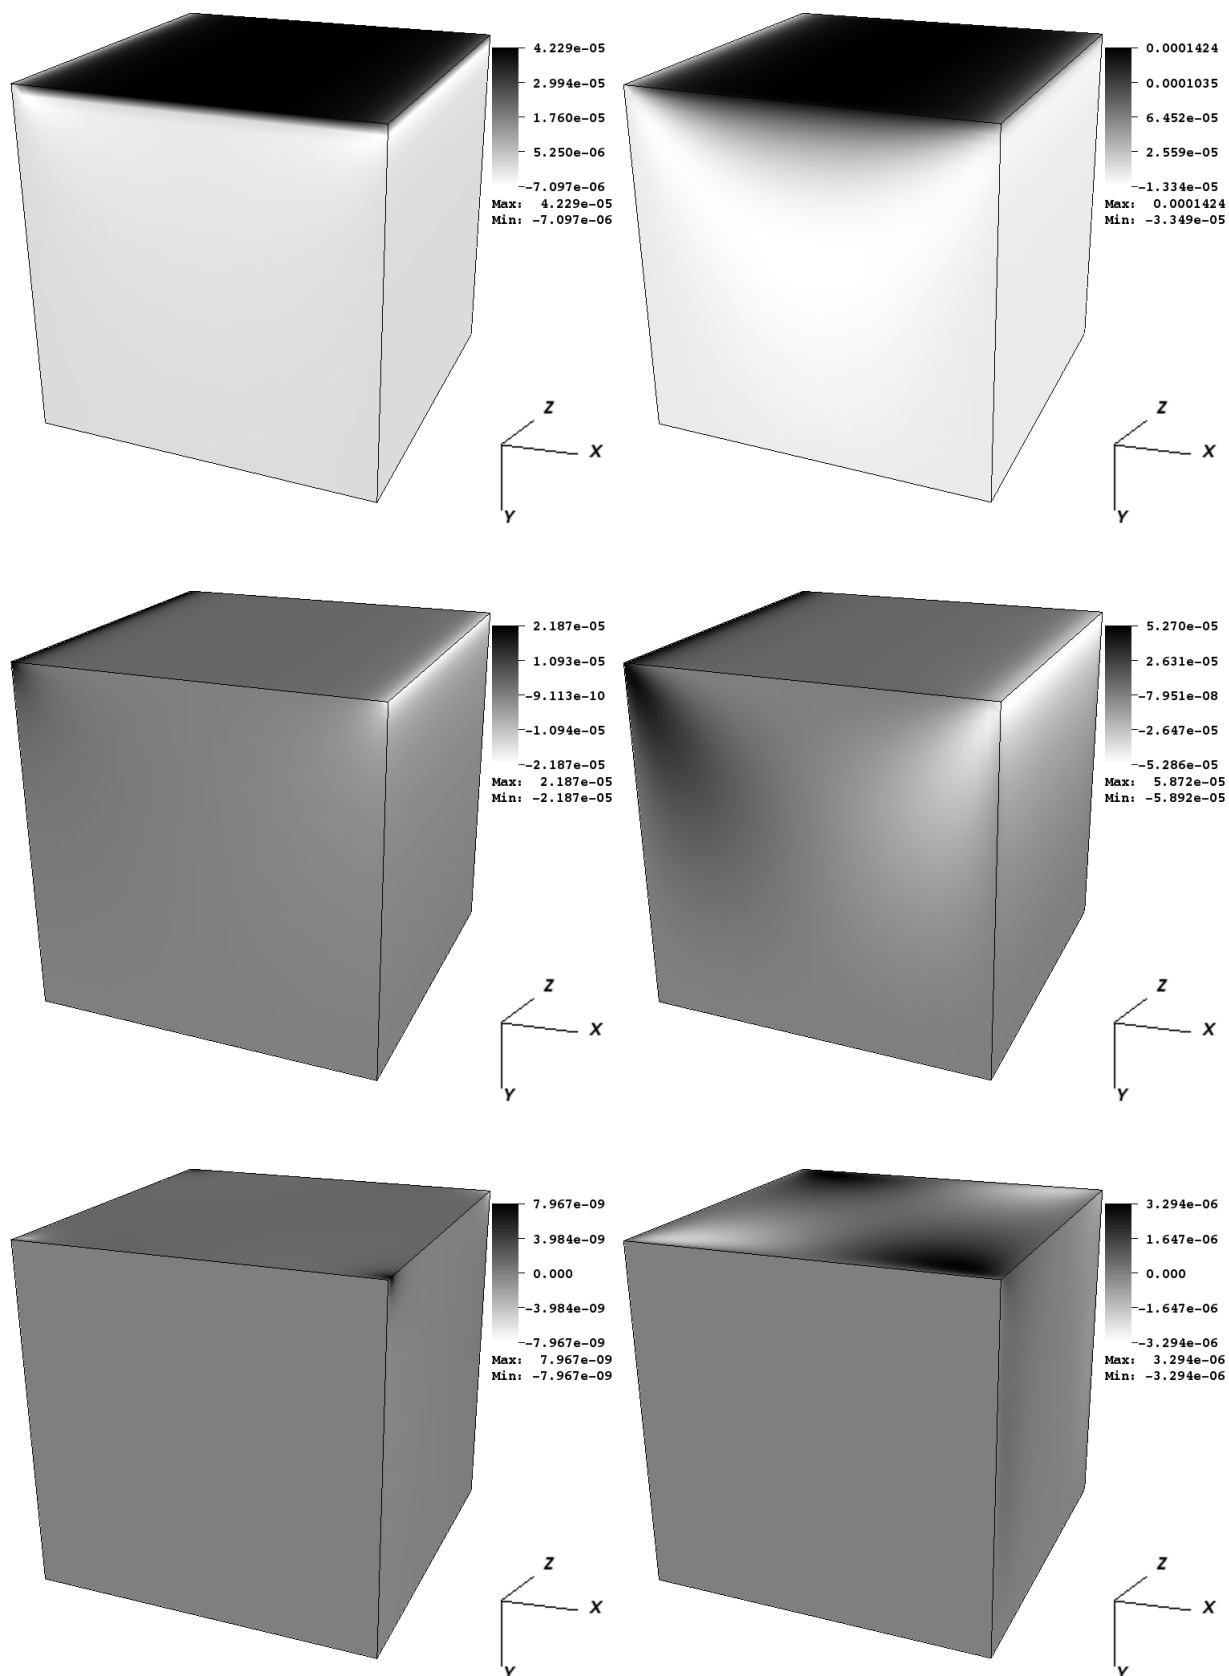 4.229e-05
2.994e-05
1.760e-05
5.250e-06
-7.097e-06
Max: 4.229e-05
Min: -7.097e-06
Z
X
Y
0.0001424
0.0001035
6.452e-05
2.559e-05
-1.334e-05
Max: 0.0001424
Min: -3.349e-05
Z
X
Y
2.187e-05
1.093e-05
-9.113e-10
-1.094e-05
-2.187e-05
Max: 2.187e-05
Min: -2.187e-05
Z
X
Y
5.270e-05
2.631e-05
-7.951e-08
-2.647e-05
-5.286e-05
Max: 5.872e-05
Min: -5.892e-05
Z
X
Y
7.967e-09
3.984e-09
0.000
-3.984e-09
-7.967e-09
Max: 7.967e-09
Min: -7.967e-09
Z
X
Y
3.294e-06
1.647e-06
0.000
-1.647e-06
-3.294e-06
Max: 3.294e-06
Min: -3.294e-06
Z
X
Y